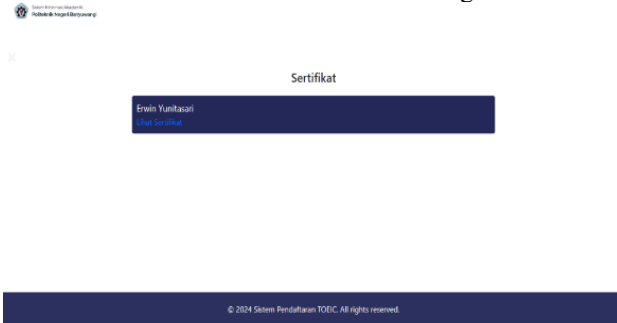 Sistem Informasi Akademik
Politeknik Negeri Banyuwangi
Sertifikat
Erwin Yunitasari
Lihat Sertifikat
© 2024 Sistem Pendaftaran TOEIC. All rights reserved.